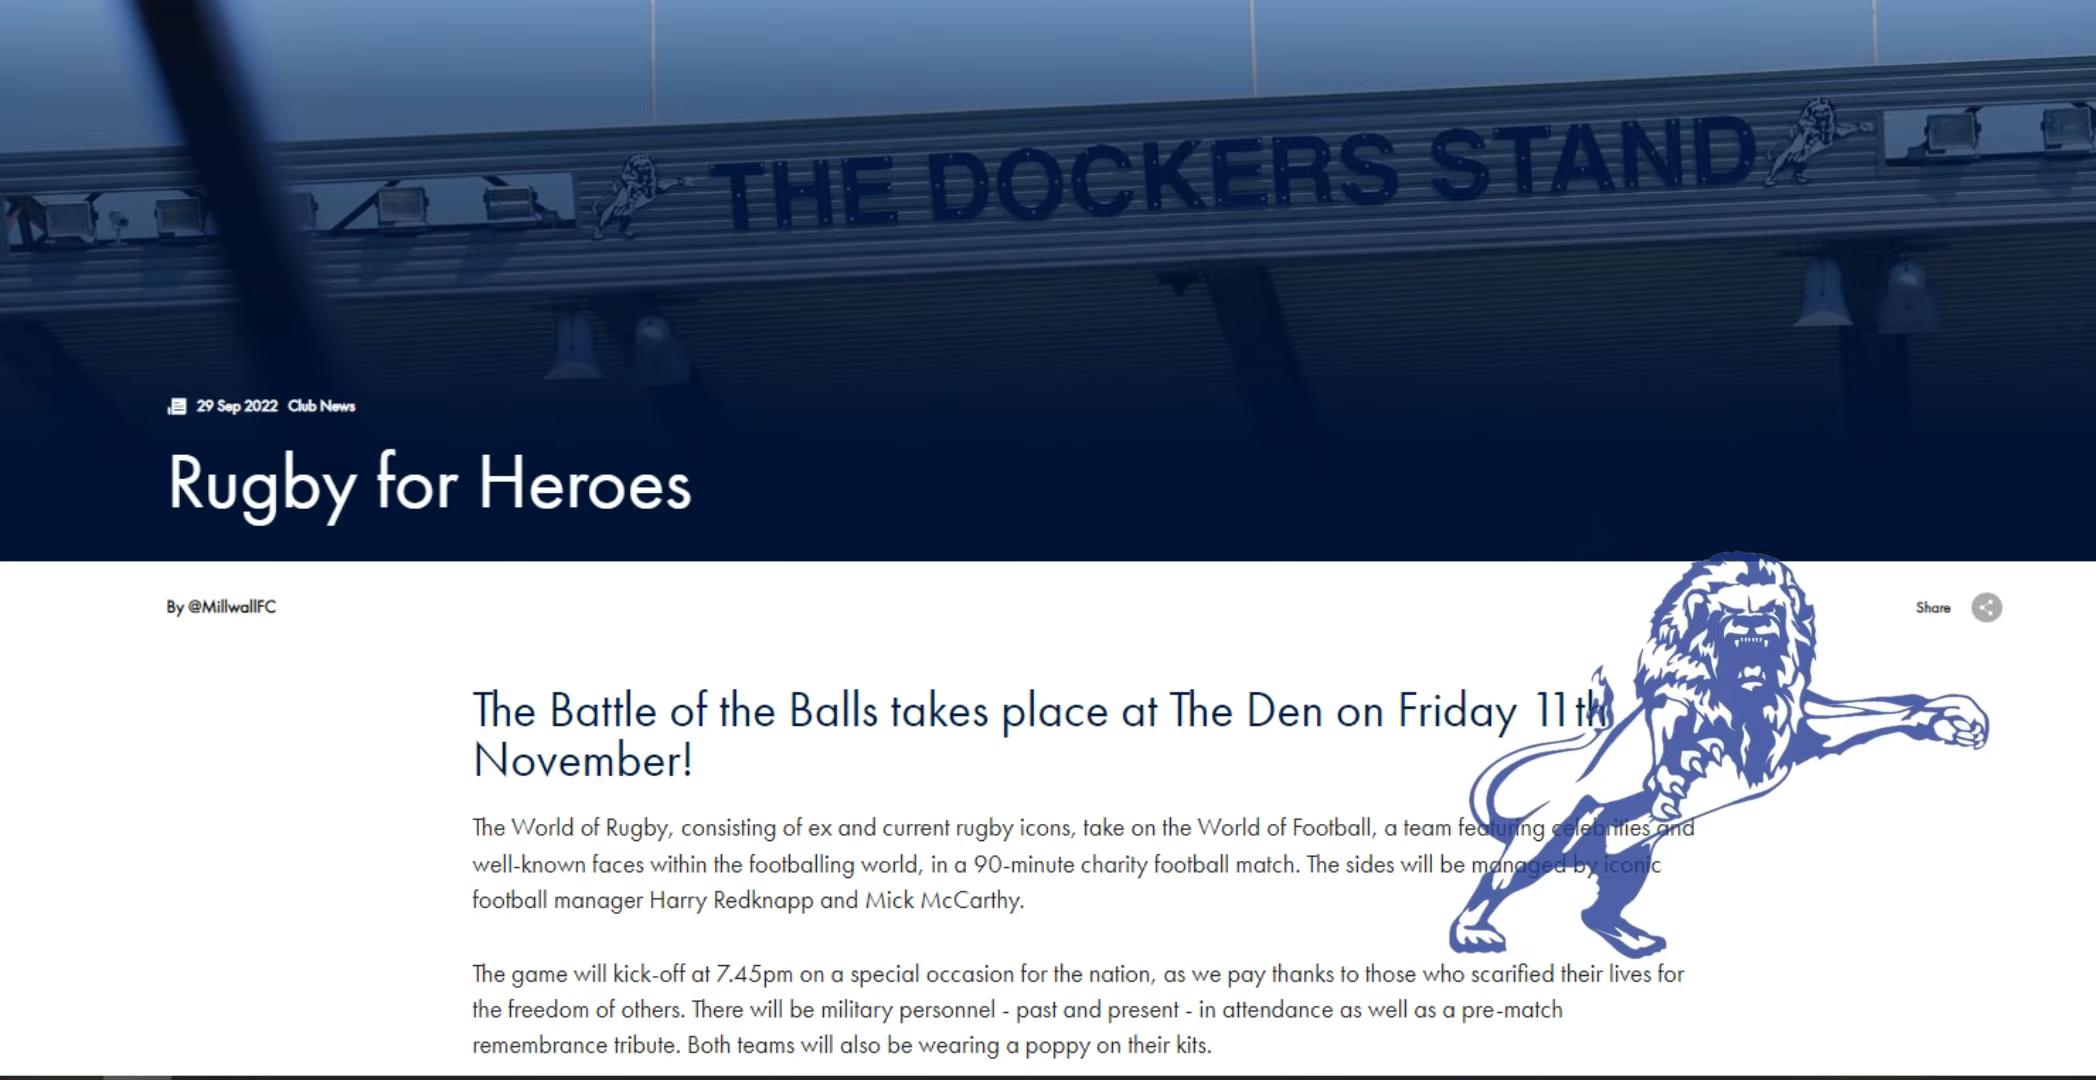 THE DOCKERS STAND
29 Sep 2022 Club News
Rugby for Heroes
By @MillwallFC
Share
The Battle of the Balls takes place at The Den on Friday 11th
November!
The World of Rugby, consisting of ex and current rugby icons, take on the World of Football, a team featuring celebrities and
well-known faces within the footballing world, in a 90-minute charity football match. The sides will be managed by iconic
football manager Harry Redknapp and Mick McCarthy.
The game will kick-off at 7.45pm on a special occasion for the nation, as we pay thanks to those who scarified their lives for
the freedom of others. There will be military personnel - past and present - in attendance as well as a pre-match
remembrance tribute. Both teams will also be wearing a poppy on their kits.